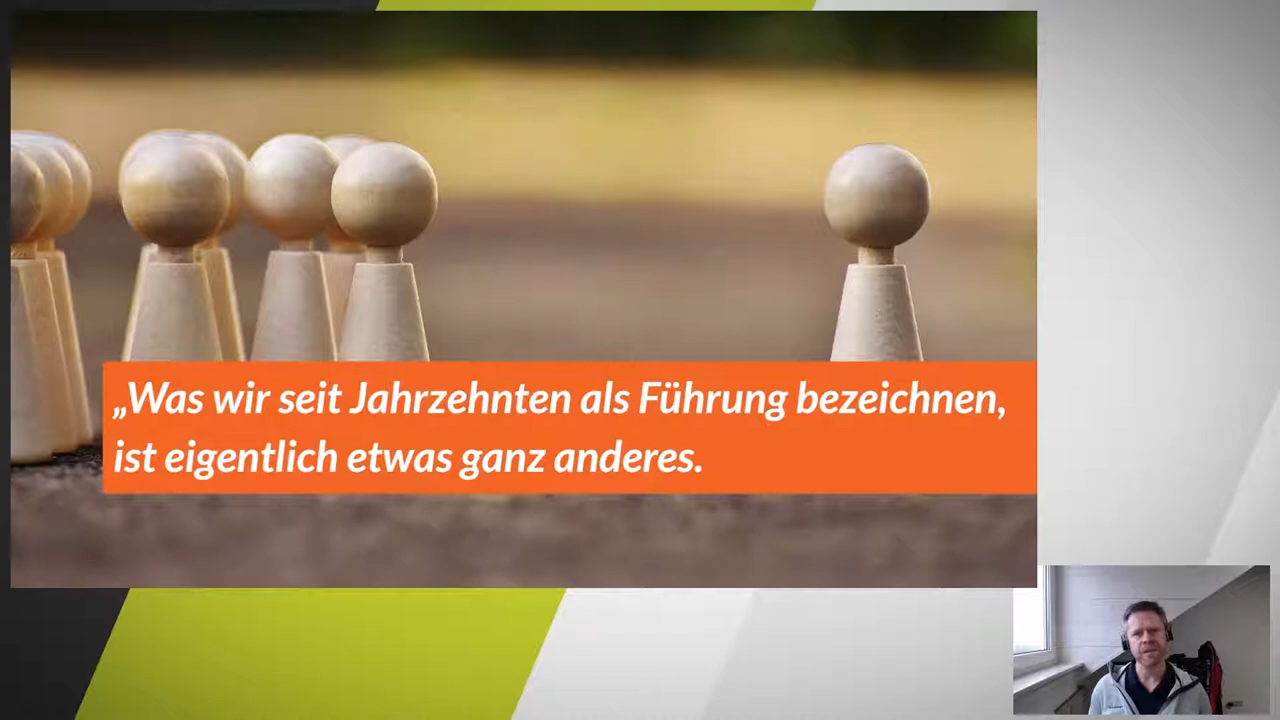 „Was wir seit Jahrzehnten als Führung bezeichnen,
ist eigentlich etwas ganz anderes.